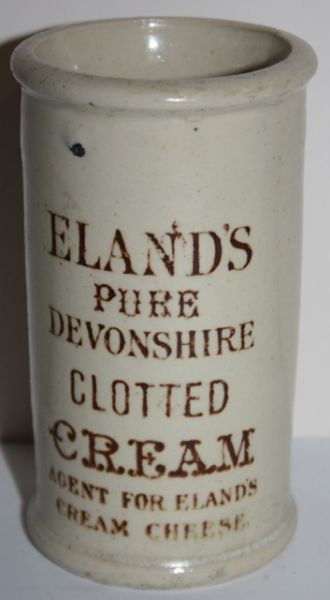 ELAND'S
PURE
DEVONSHIRE
CLOTTED
CREAM
AGENT FOR ELAND'S
CREAM CHEESE.